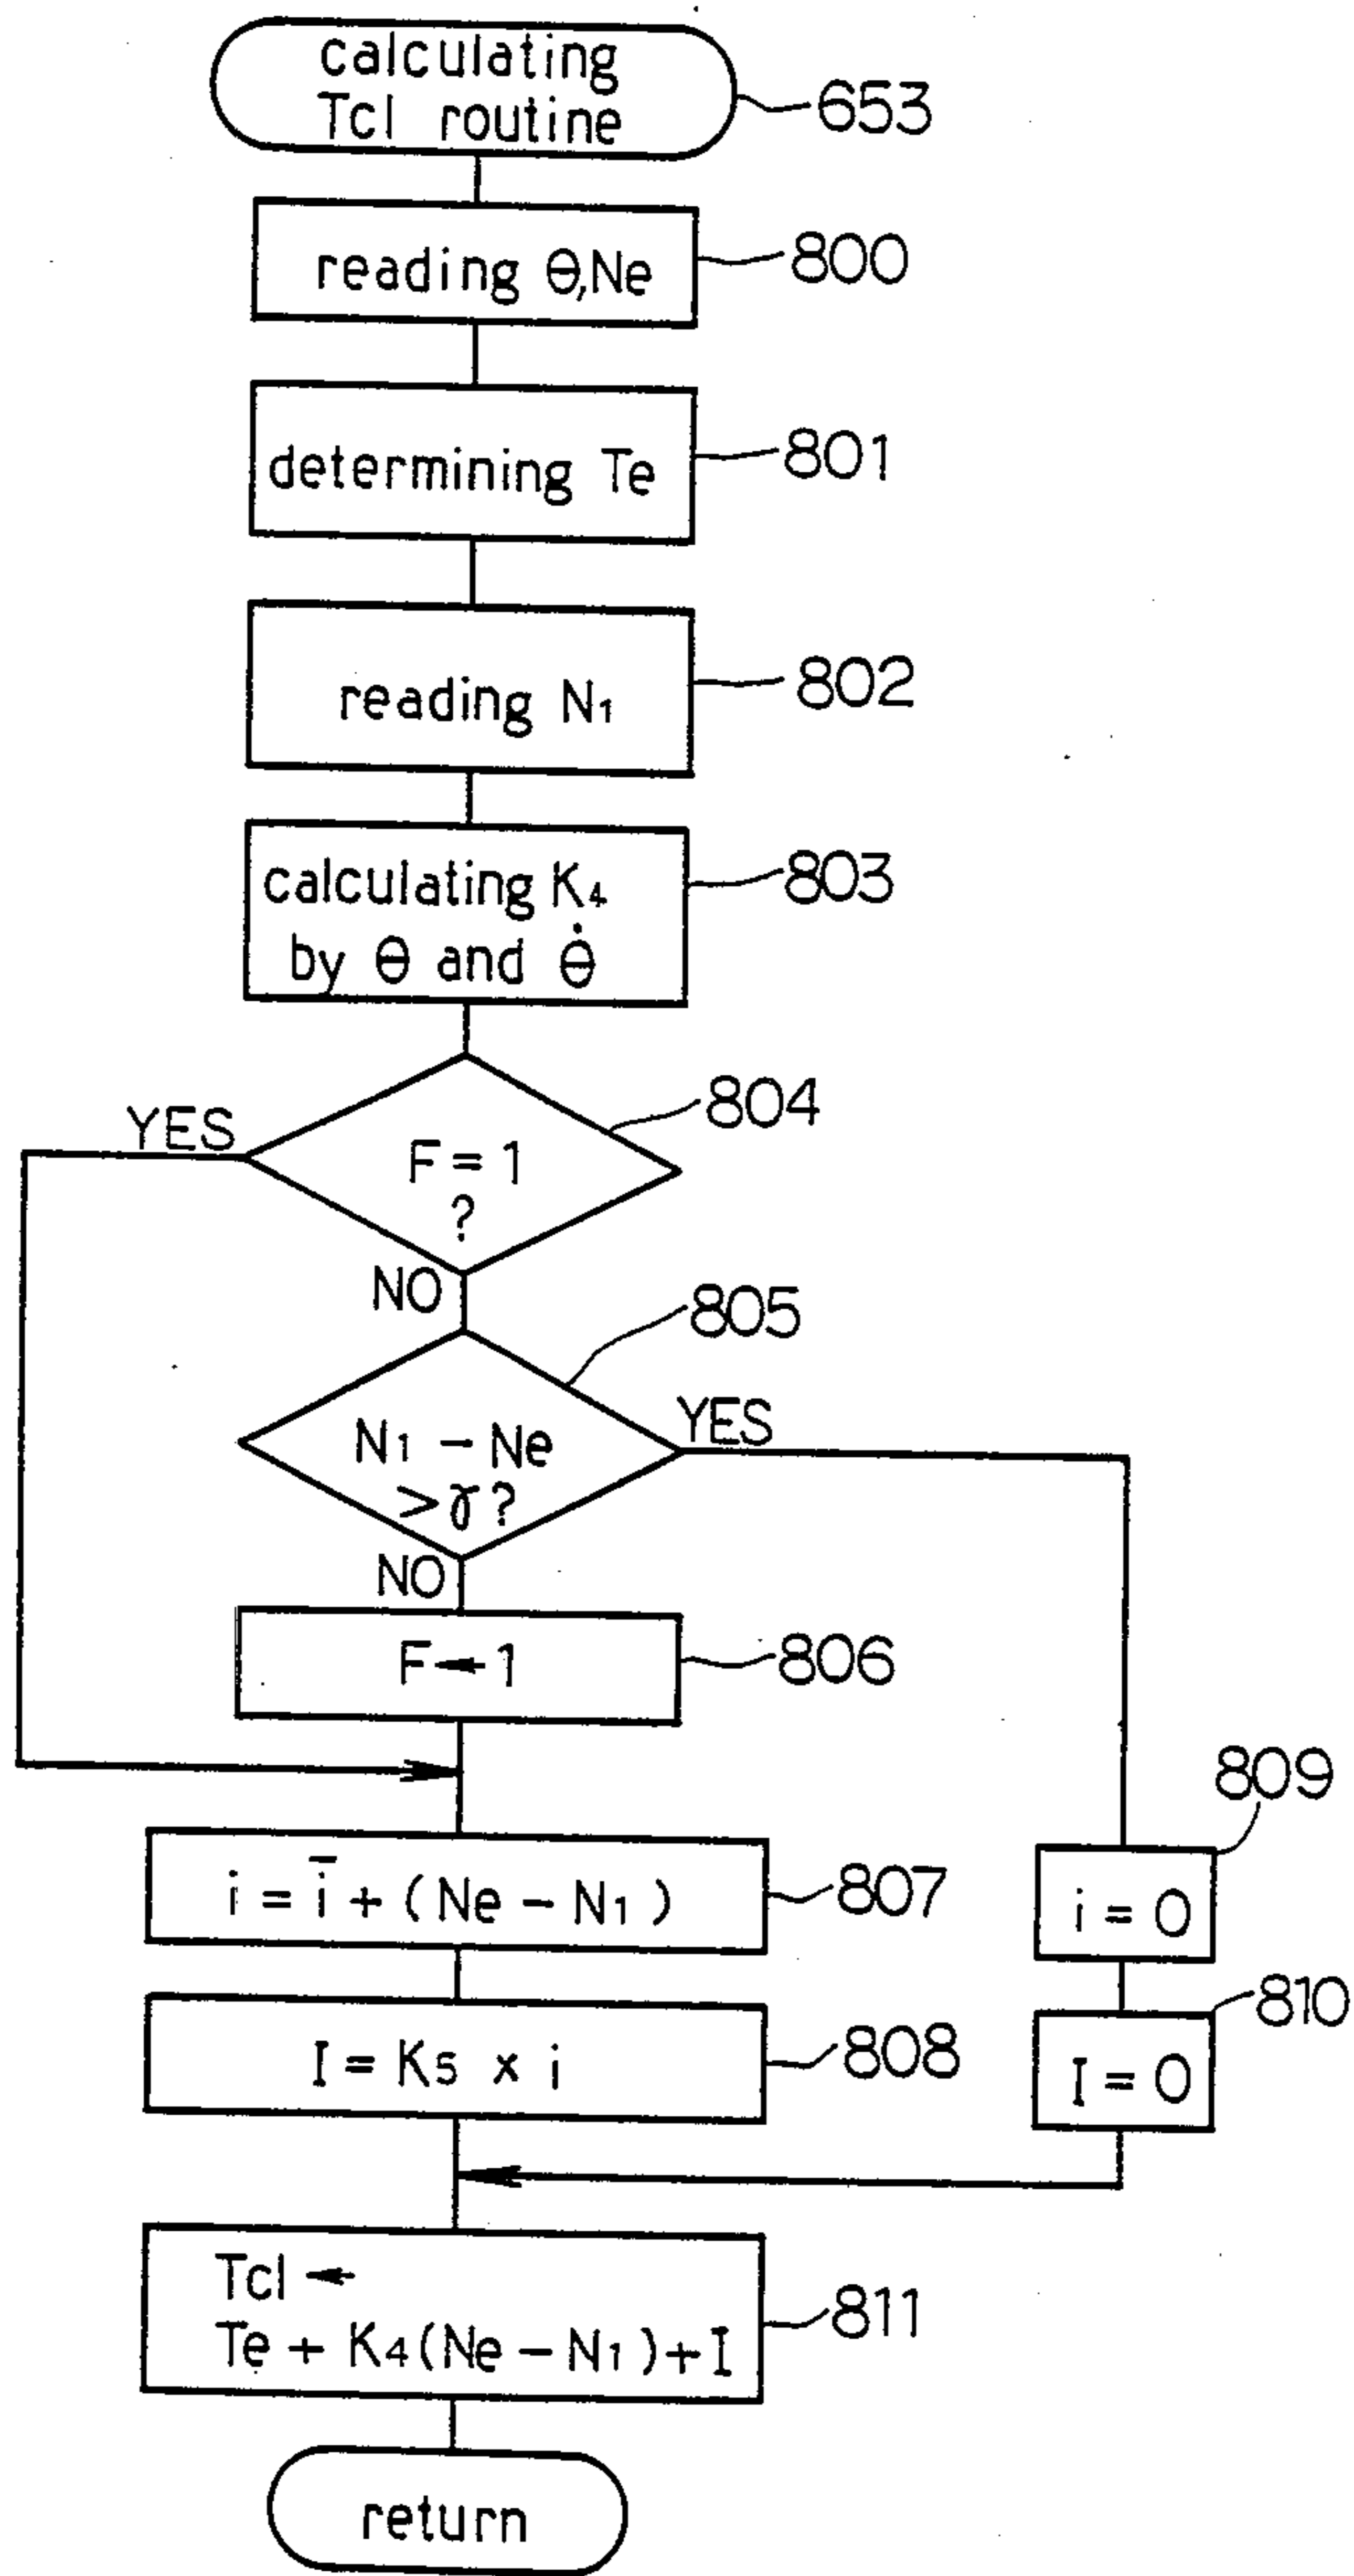 calculating
Tcl routine
653
reading θ,Ne
800
determining Te
801
reading N₁
802
calculating K₄
by θ and θ̇
803
804
YES
F = 1
?
NO
805
N₁ - Ne
> γ?
YES
NO
F ← 1
806
809
i = i̅ + (Ne - N₁)
807
i = 0
810
I = K5 x i
808
I = 0
Tcl ←
Te + K₄(Ne - N₁) + I
811
return